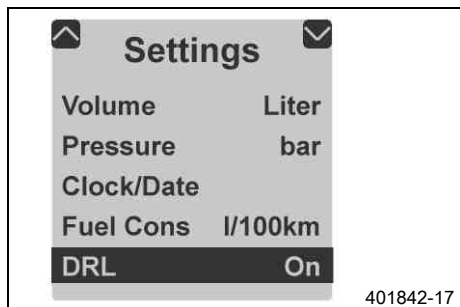 Settings
Volume Liter
Pressure bar
Clock/Date
Fuel Cons l/100km
DRL On
401842-17